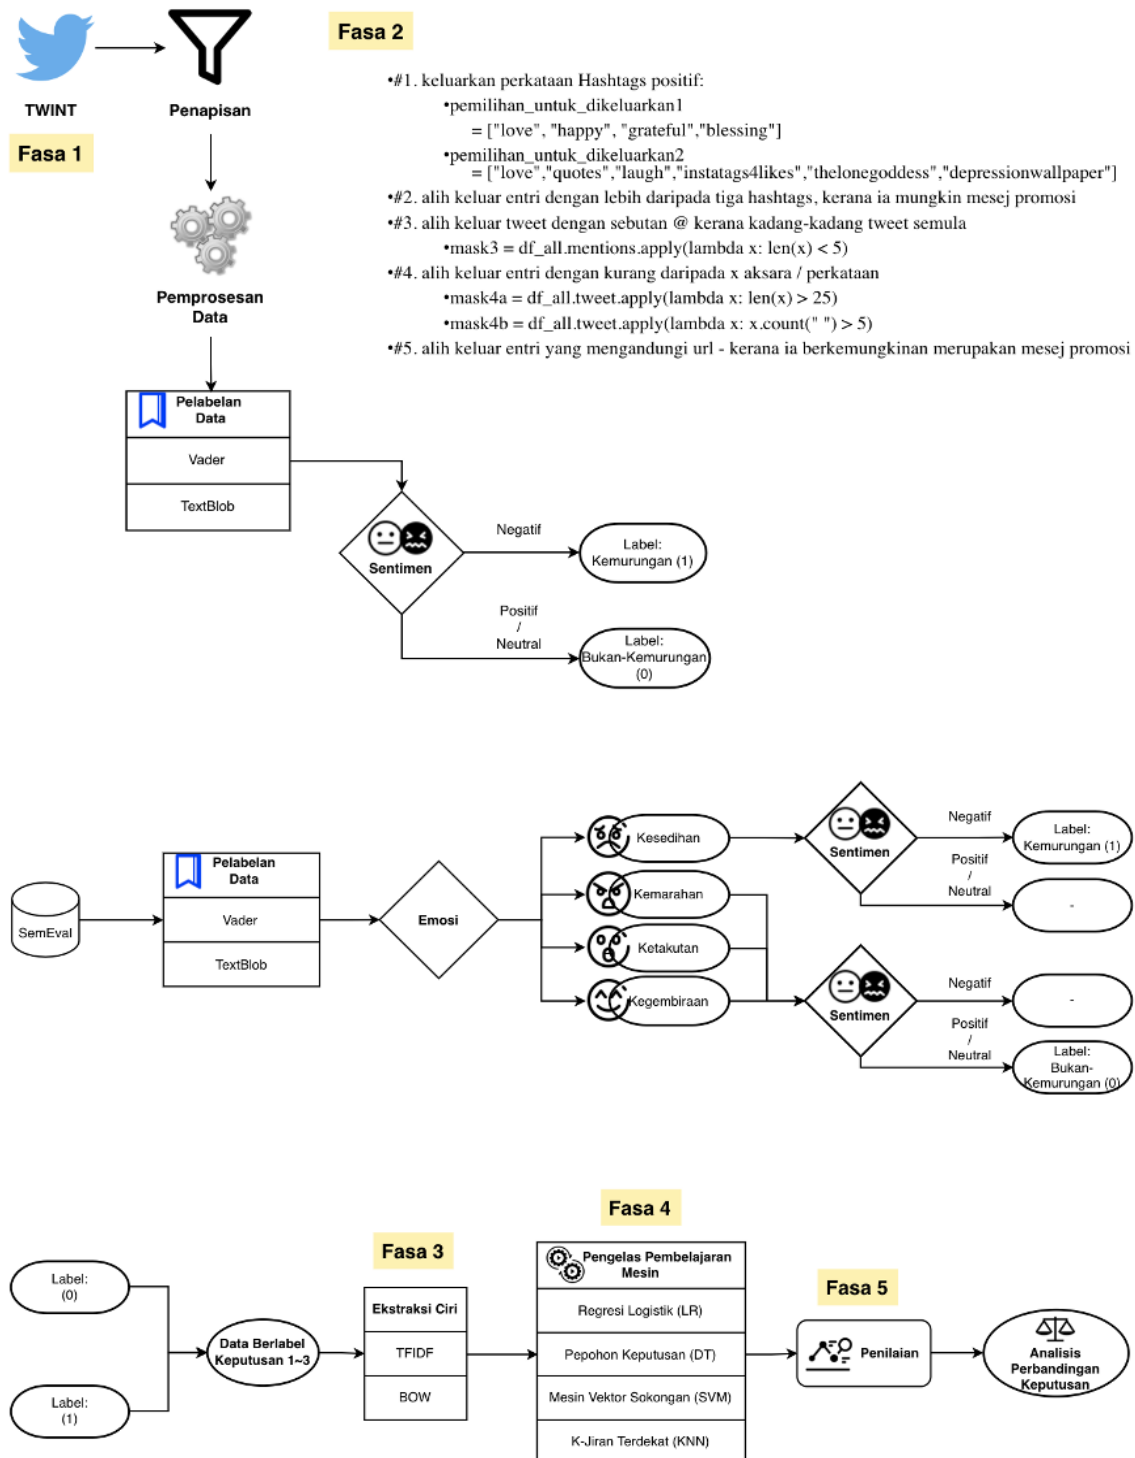 TWINT
Penapisan
Fasa 1
Fasa 2
•#1. keluarkan perkataan Hashtags positif:
•pemilihan_untuk_dikeluarkan1
= ["love", "happy", "grateful","blessing"]
•pemilihan_untuk_dikeluarkan2
= ["love","quotes","laugh","instatags4likes","thelonegoddess","depressionwallpaper"]
•#2. alih keluar entri dengan lebih daripada tiga hashtags, kerana ia mungkin mesej promosi
•#3. alih keluar tweet dengan sebutan @ kerana kadang-kadang tweet semula
•mask3 = df_all.mentions.apply(lambda x: len(x) < 5)
•#4. alih keluar entri dengan kurang daripada x aksara / perkataan
•mask4a = df_all.tweet.apply(lambda x: len(x) > 25)
•mask4b = df_all.tweet.apply(lambda x: x.count(" ") > 5)
•#5. alih keluar entri yang mengandungi url - kerana ia berkemungkinan merupakan mesej promosi
Pemprosesan
Data
Pelabelan
Data
Vader
TextBlob
Sentimen
Negatif
Label:
Kemurungan (1)
Positif
/
Neutral
Label:
Bukan-Kemurungan
(0)
SemEval
Pelabelan
Data
Vader
TextBlob
Emosi
Kesedihan
Kemarahan
Ketakutan
Kegembiraan
Sentimen
Negatif
Label:
Kemurungan (1)
Positif
/
Neutral
-
Sentimen
Negatif
-
Positif
/
Neutral
Label:
Bukan-
Kemurungan (0)
Label:
(0)
Label:
(1)
Data Berlabel
Keputusan 1~3
Fasa 3
Ekstraksi Ciri
TFIDF
BOW
Fasa 4
Pengelas Pembelajaran
Mesin
Regresi Logistik (LR)
Pepohon Keputusan (DT)
Mesin Vektor Sokongan (SVM)
K-Jiran Terdekat (KNN)
Fasa 5
Penilaian
Analisis
Perbandingan
Keputusan